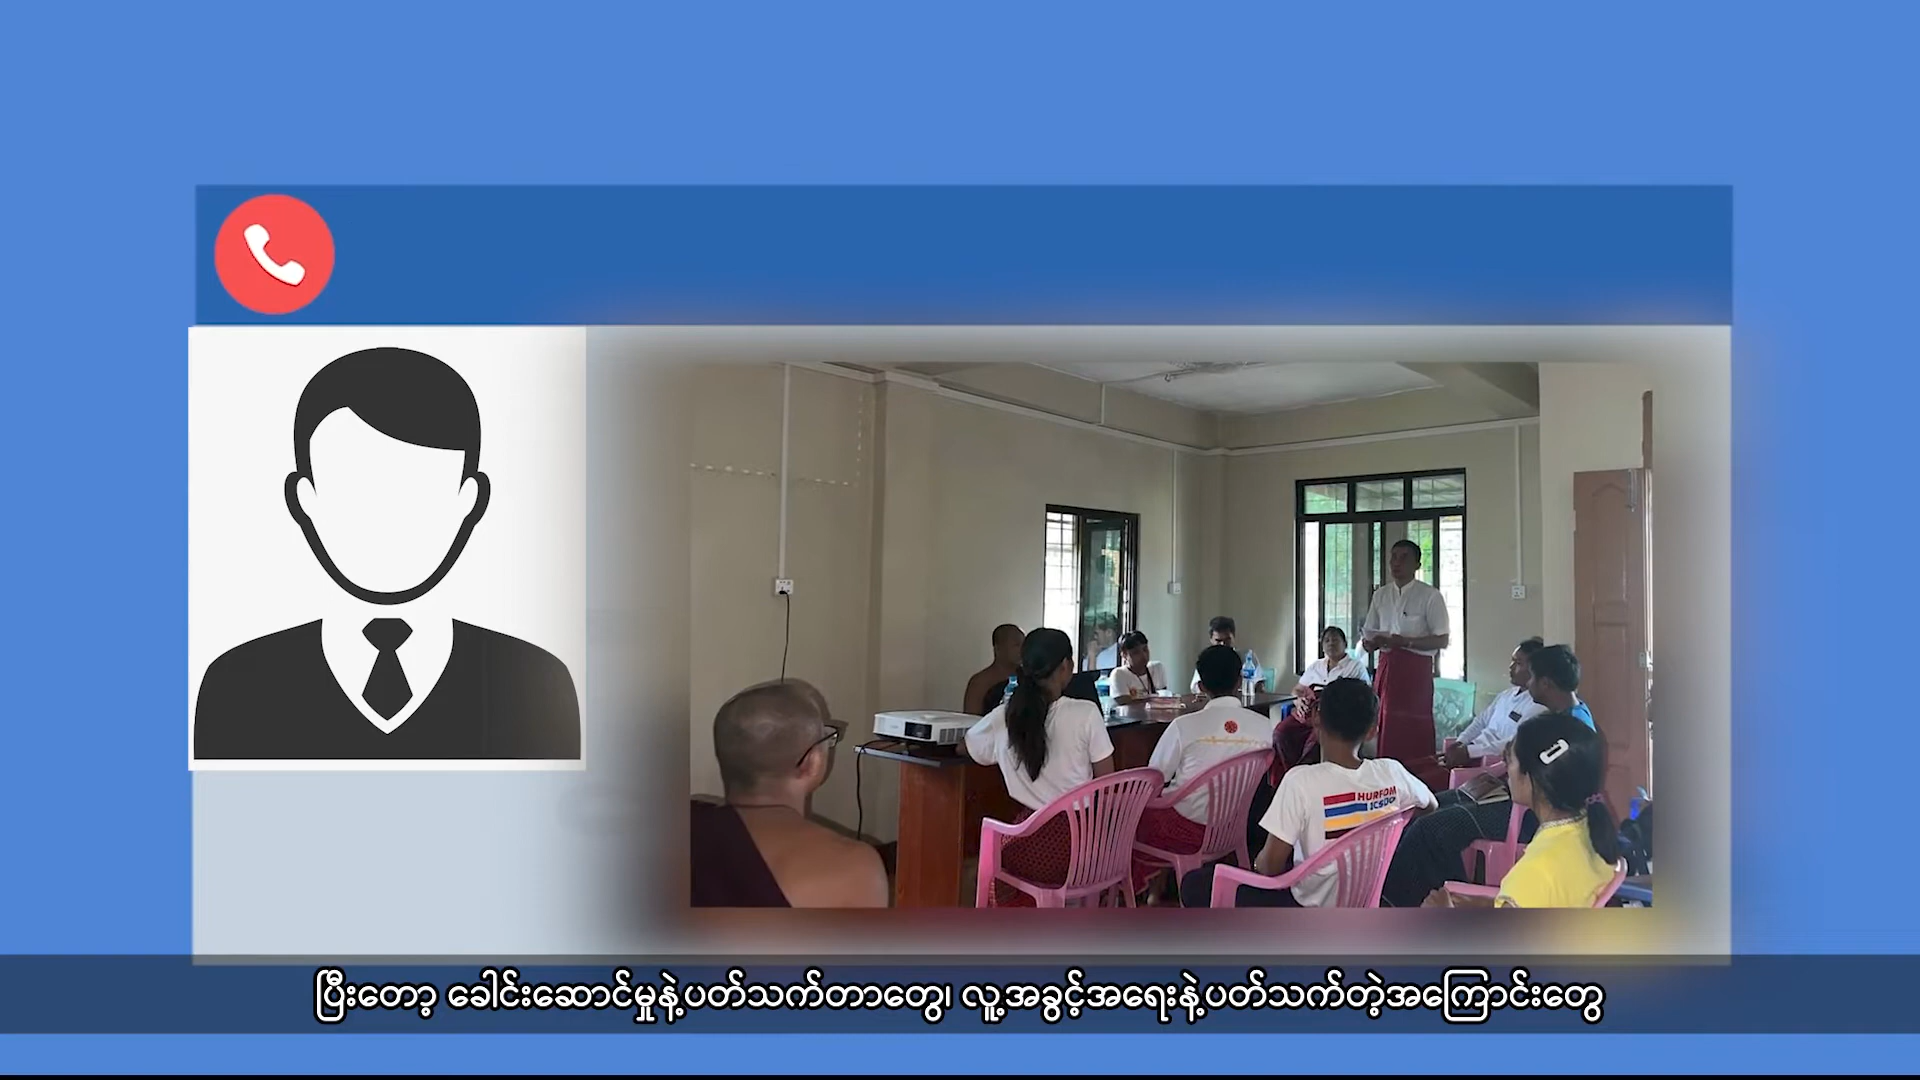 HURFOM
ICSDO
ပြီးတော့ ခေါင်းဆောင်မှုနဲ့ပတ်သက်တာတွေ၊ လူ့အခွင့်အရေးနဲ့ပတ်သက်တဲ့အကြောင်းတွေ